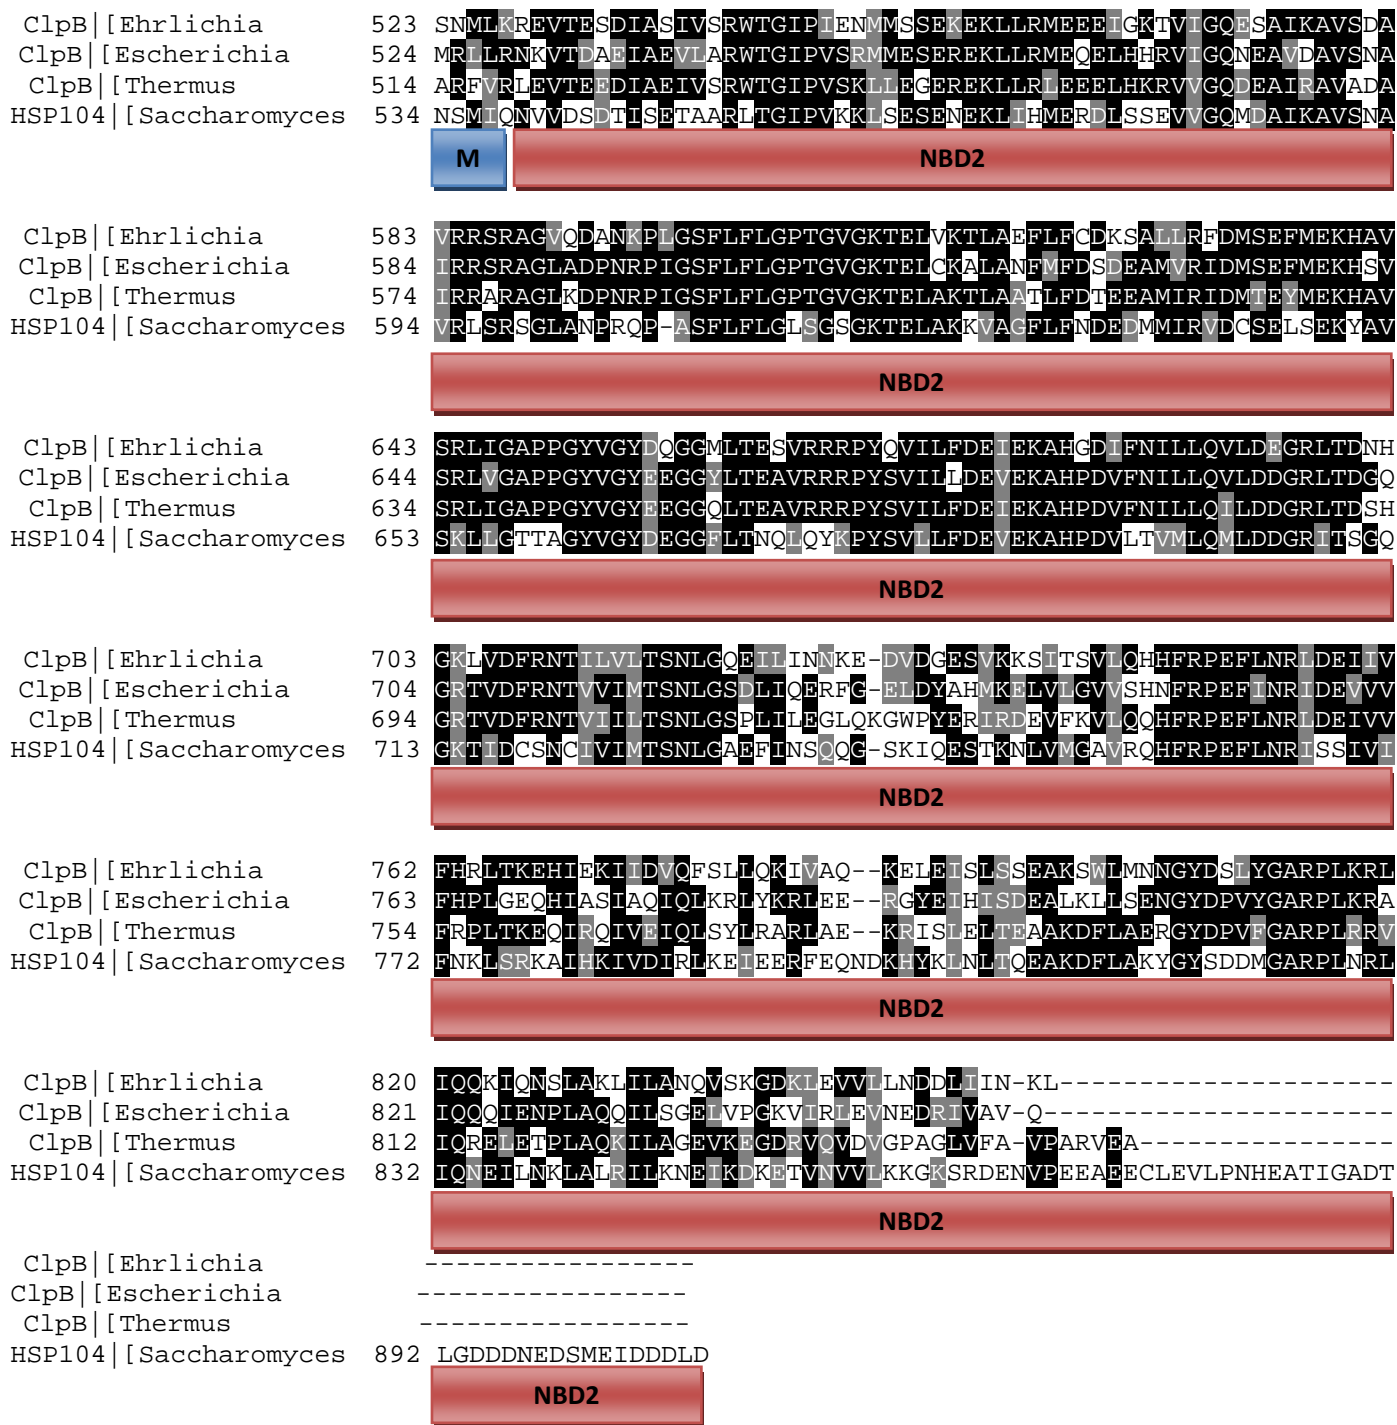 ClpB|[Ehrlichia 523 SNMLKREVTESDIASIVSRWTGIPIENMMSSEKEKLLRMEEEIGKTVIGQESAIKAVSDA
ClpB|[Escherichia 524 MRLLRNKVTDAEIAEVLARWTGIPVSRMMESEREKLLRMEQELHHRVIGQNEAVDAVSNA
ClpB|[Thermus 514 ARFVRLEVTEEDIAEIVSRWTGIPVSKLLEGEREKLLRLEEELHKRVVGQDEAIRAVADA
HSP104|[Saccharomyces 534 NSMIQNVVDSDTISETAARLTGIPVKKLSESENEKLIHMERDLSSEVVGQMDAIKAVSNA
M NBD2
ClpB|[Ehrlichia 583 VRRSRAGVQDANKPLGSFLFLGPTGVGKTELVKTLAEFLFCDKSALLRFDMSEFMEKHAV
ClpB|[Escherichia 584 IRRSRAGLADPNRPIGSFLFLGPTGVGKTELCKALANFMFDSDEAMVRIDMSEFMEKHSV
ClpB|[Thermus 574 IRRARAGLKDPNRPIGSFLFLGPTGVGKTELAKTLAATLFDTEEAMIRIDMTEYMEKHAV
HSP104|[Saccharomyces 594 VRLSRSGLANPRQP-ASFLFLGLSGSGKTELAKKVAGFLFNDEDMMIRVDCSELSEKYAV
NBD2
ClpB|[Ehrlichia 643 SRLIGAPPGYVGYDQGGMLTESVRRRPYQVILFDEIEKAHGDIFNILLQVLDEGRLTDNH
ClpB|[Escherichia 644 SRLVGAPPGYVGYEEGGYLTEAVRRRPYSVILLDEVEKAHPDVFNILLQVLDDGRLTDGQ
ClpB|[Thermus 634 SRLIGAPPGYVGYEEGGQLTEAVRRRPYSVILFDEIEKAHPDVFNILLQILDDGRLTDSH
HSP104|[Saccharomyces 653 SKLLGTTAGYVGYDEGGFLTNQLQYKPYSVLLFDEVEKAHPDVLTVMLQMLDDGRITSGQ
NBD2
ClpB|[Ehrlichia 703 GKLVDFRNTILVLTSNLGQEILINNKE-DVDGESVKKSITSVLQHHFRPEFLNRLDEIIV
ClpB|[Escherichia 704 GRTVDFRNTVVIMTSNLGSDLIQERFG-ELDYAHMKELVLGVVSHNFRPEFINRIDEVVV
ClpB|[Thermus 694 GRTVDFRNTVIILTSNLGSPLILEGLQKGWPYERIRDEVFKVLQQHFRPEFLNRLDEIVV
HSP104|[Saccharomyces 713 GKTIDCSNCIVIMTSNLGAEFINSQQG-SKIQESTKNLVMGAVRQHFRPEFLNRISSIVI
NBD2
ClpB|[Ehrlichia 762 FHRLTKEHIEKIIDVQFSLLQKIVAQ--KELEISLSSEAKSWLMNNGYDSLYGARPLKRL
ClpB|[Escherichia 763 FHPLGEQHIASIAQIQLKRLYKRLEE--RGYEIHISDEALKLLSENGYDPVYGARPLKRA
ClpB|[Thermus 754 FRPLTKEQIRQIVEIQLSYLRARLAE--KRISLELTEAAKDFLAERGYDPVFGARPLRRV
HSP104|[Saccharomyces 772 FNKLSRKAIHKIVDIRLKEIEERFEQNDKHYKLNLTQEAKDFLAKYGYSDDMGARPLNRL
NBD2
ClpB|[Ehrlichia 820 IQQKIQNSLAKLILANQVSKGDKLEVVLLNDDLIIN-KL---------------------
ClpB|[Escherichia 821 IQQQIENPLAQQILSGELVPGKVIRLEVNEDRIVAV-Q----------------------
ClpB|[Thermus 812 IQRELETPLAQKILAGEVKEGDRVQVDVGPAGLVFA-VPARVEA----------------
HSP104|[Saccharomyces 832 IQNEILNKLALRILKNEIKDKETVNVVLKKGKSRDENVPEEAEECLEVLPNHEATIGADT
NBD2
ClpB|[Ehrlichia -----------------
ClpB|[Escherichia -----------------
ClpB|[Thermus -----------------
HSP104|[Saccharomyces 892 LGDDDNEDSMEIDDDLD
NBD2